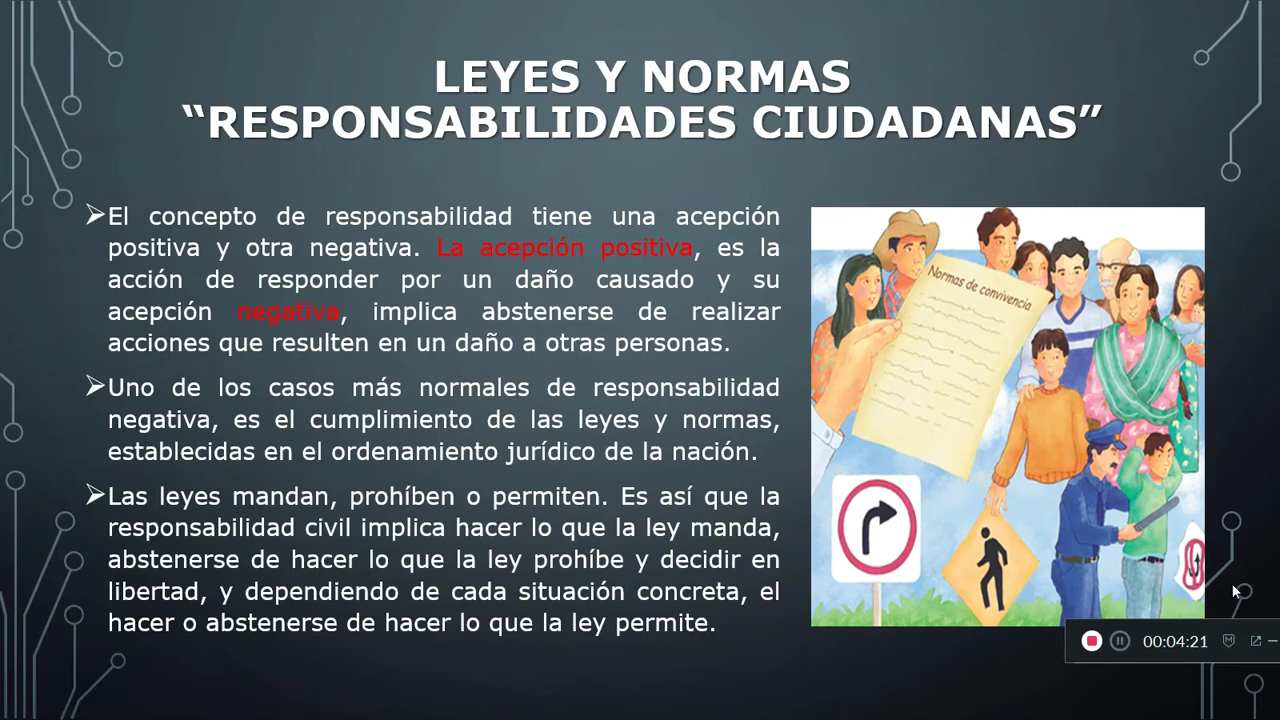 LEYES Y NORMAS
“RESPONSABILIDADES CIUDADANAS”
El concepto de responsabilidad tiene una acepción
positiva y otra negativa. La acepción positiva, es la
acción de responder por un daño causado y su
acepción negativa, implica abstenerse de realizar
acciones que resulten en un daño a otras personas.
Uno de los casos más normales de responsabilidad
negativa, es el cumplimiento de las leyes y normas,
establecidas en el ordenamiento jurídico de la nación.
Las leyes mandan, prohíben o permiten. Es así que la
responsabilidad civil implica hacer lo que la ley manda,
abstenerse de hacer lo que la ley prohíbe y decidir en
libertad, y dependiendo de cada situación concreta, el
hacer o abstenerse de hacer lo que la ley permite.
Normas de convivencia
00:04:21